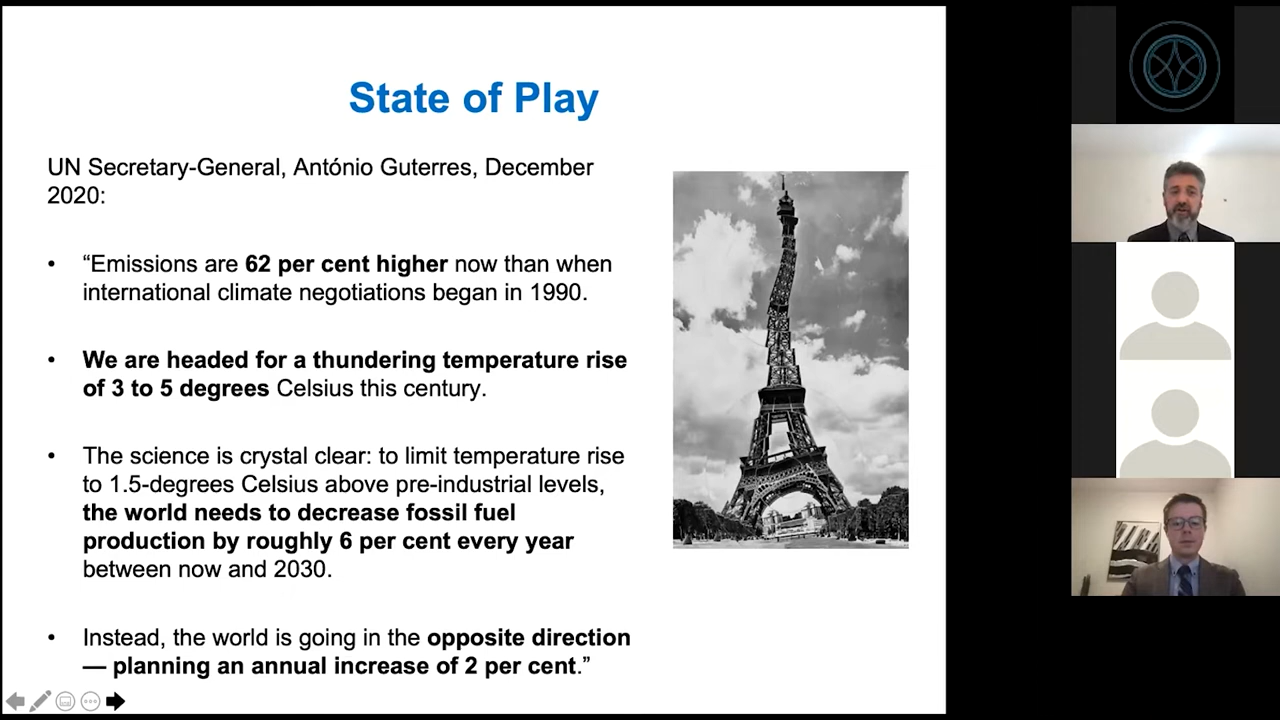 State of Play
UN Secretary-General, António Guterres, December
2020:
• “Emissions are 62 per cent higher now than when
international climate negotiations began in 1990.
• We are headed for a thundering temperature rise
of 3 to 5 degrees Celsius this century.
• The science is crystal clear: to limit temperature rise
to 1.5-degrees Celsius above pre-industrial levels,
the world needs to decrease fossil fuel
production by roughly 6 per cent every year
between now and 2030.
• Instead, the world is going in the opposite direction
— planning an annual increase of 2 per cent.”